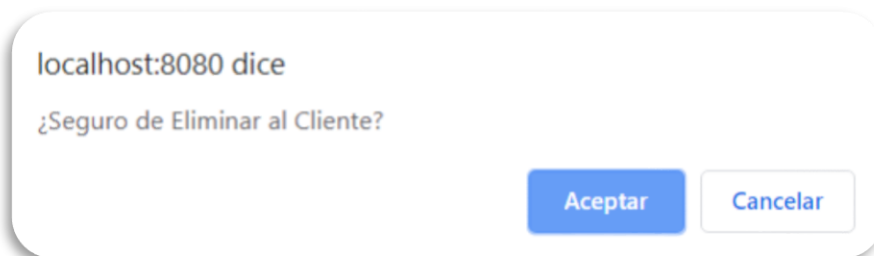 localhost:8080 dice
¿Seguro de Eliminar al Cliente?
Aceptar Cancelar